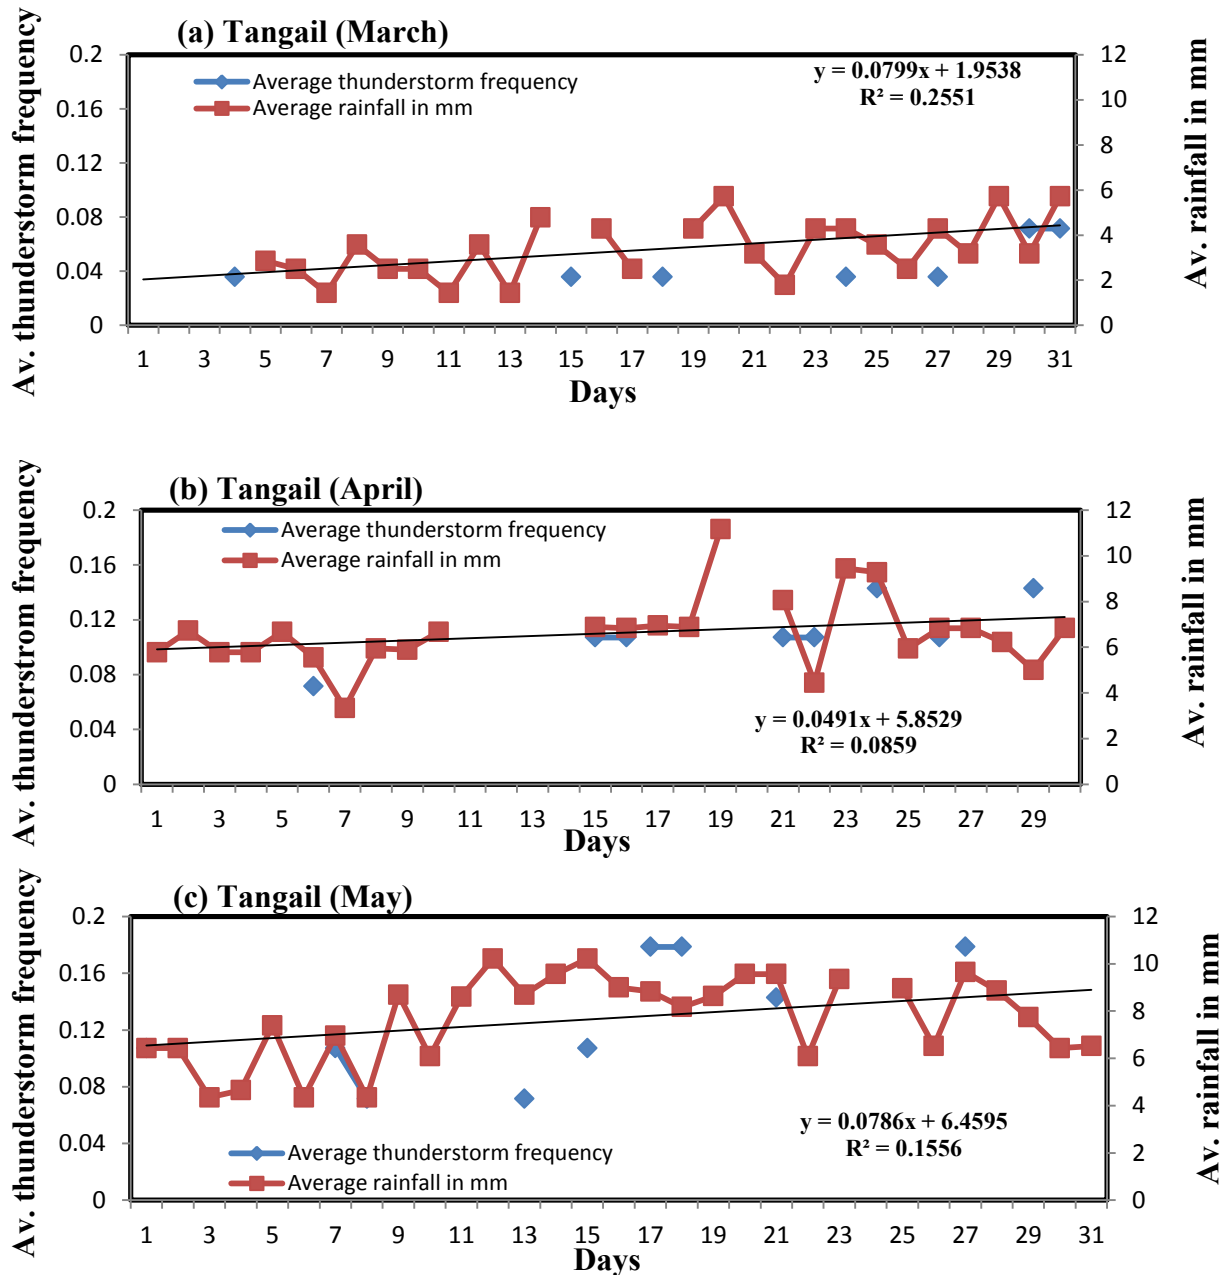 (a) Tangail (March)
Av. thunderstorm frequency
0.2
0.16
0.12
0.08
0.04
0
Average thunderstorm frequency
Average rainfall in mm
y = 0.0799x + 1.9538
R² = 0.2551
12
10
8
6
4
2
0
Av. rainfall in mm
1 3 5 7 9 11 13 15 17 19 21 23 25 27 29 31
Days
(b) Tangail (April)
Av. thunderstrom frequency
0.2
0.16
0.12
0.08
0.04
0
Average thunderstorm frequency
Average rainfall in mm
y = 0.0491x + 5.8529
R² = 0.0859
12
10
8
6
4
2
0
Av. rainfall in mm
1 3 5 7 9 11 13 15 17 19 21 23 25 27 29
Days
(c) Tangail (May)
Av. thunderstorm frequency
0.2
0.16
0.12
0.08
0.04
0
y = 0.0786x + 6.4595
R² = 0.1556
Average thunderstorm frequency
Average rainfall in mm
12
10
8
6
4
2
0
Av. rainfall in mm
1 3 5 7 9 11 13 15 17 19 21 23 25 27 29 31
Days